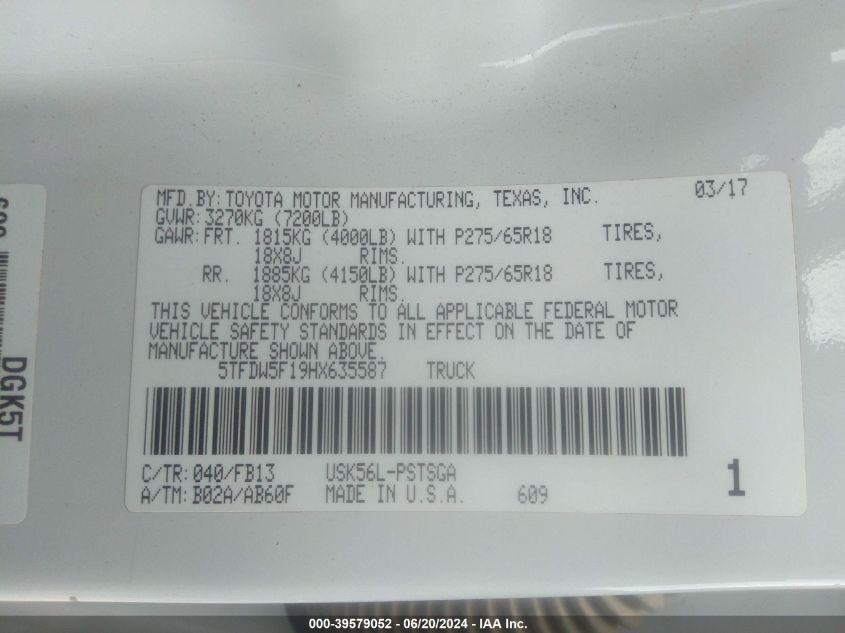 MFD.BY: TOYOTA MOTOR MANUFACTURING, TEXAS, INC. 03/17
GVWR: 3270KG (7200LB)
GAWR: FRT. 1815KG (4000LB) WITH P275/65R18 TIRES,
18X8J RIMS.
RR. 1885KG (4150LB) WITH P275/65R18 TIRES,
18X8J RIMS.
THIS VEHICLE CONFORMS TO ALL APPLICABLE FEDERAL MOTOR
VEHICLE SAFETY STANDARDS IN EFFECT ON THE DATE OF
MANUFACTURE SHOWN ABOVE.
5TFDW5F19HX635587 TRUCK
C/TR: 040/FB13 USK56L-PSTSGA
A/TM: B02A/AB60F MADE IN U.S.A. 609 1
DGK5T
000-39579052 - 06/20/2024 - IAA Inc.